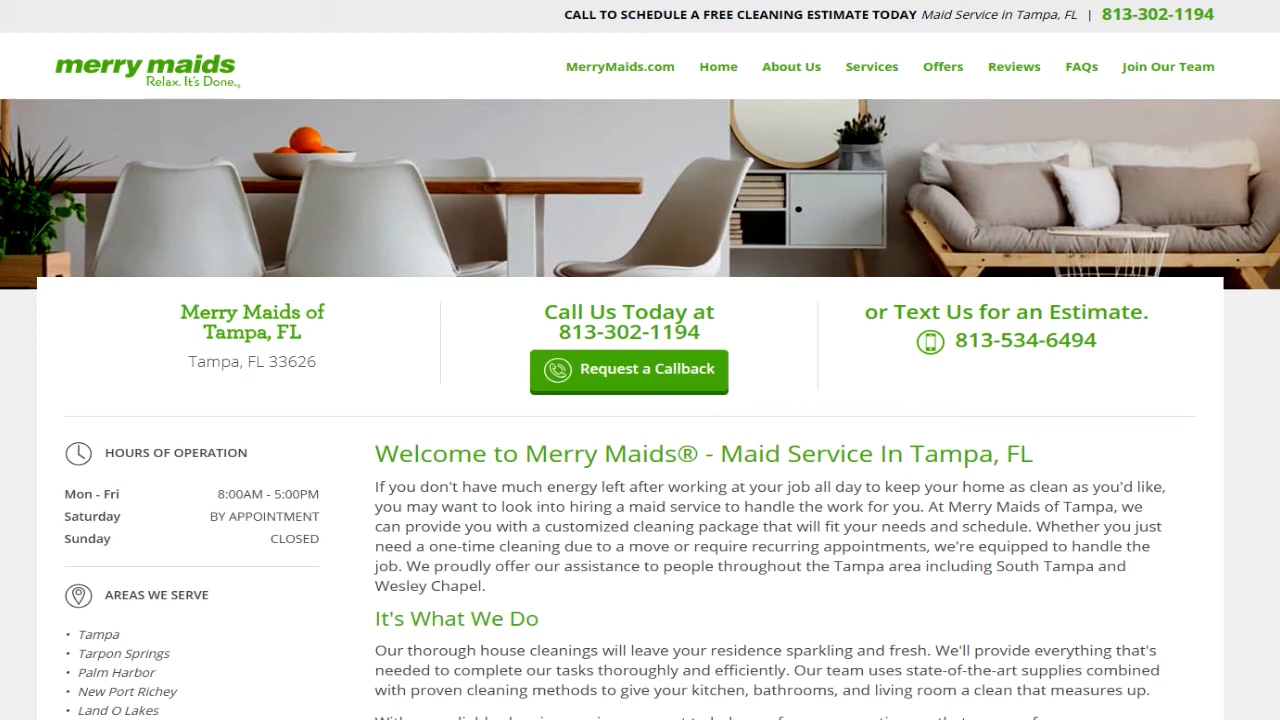 CALL TO SCHEDULE A FREE CLEANING ESTIMATE TODAY Maid Service in Tampa, FL | 813-302-1194
merry maids
Relax. It's Done.®
MerryMaids.com Home About Us Services Offers Reviews FAQs Join Our Team
Merry Maids of
Tampa, FL
Tampa, FL 33626
Call Us Today at
813-302-1194
Request a Callback
or Text Us for an Estimate.
813-534-6494
HOURS OF OPERATION
Mon - Fri 8:00AM - 5:00PM
Saturday BY APPOINTMENT
Sunday CLOSED
AREAS WE SERVE
• Tampa
• Tarpon Springs
• Palm Harbor
• New Port Richey
• Land O Lakes
Welcome to Merry Maids® - Maid Service In Tampa, FL
If you don't have much energy left after working at your job all day to keep your home as clean as you'd like,
you may want to look into hiring a maid service to handle the work for you. At Merry Maids of Tampa, we
can provide you with a customized cleaning package that will fit your needs and schedule. Whether you just
need a one-time cleaning due to a move or require recurring appointments, we're equipped to handle the
job. We proudly offer our assistance to people throughout the Tampa area including South Tampa and
Wesley Chapel.
It's What We Do
Our thorough house cleanings will leave your residence sparkling and fresh. We'll provide everything that's
needed to complete our tasks thoroughly and efficiently. Our team uses state-of-the-art supplies combined
with proven cleaning methods to give your kitchen, bathrooms, and living room a clean that measures up.